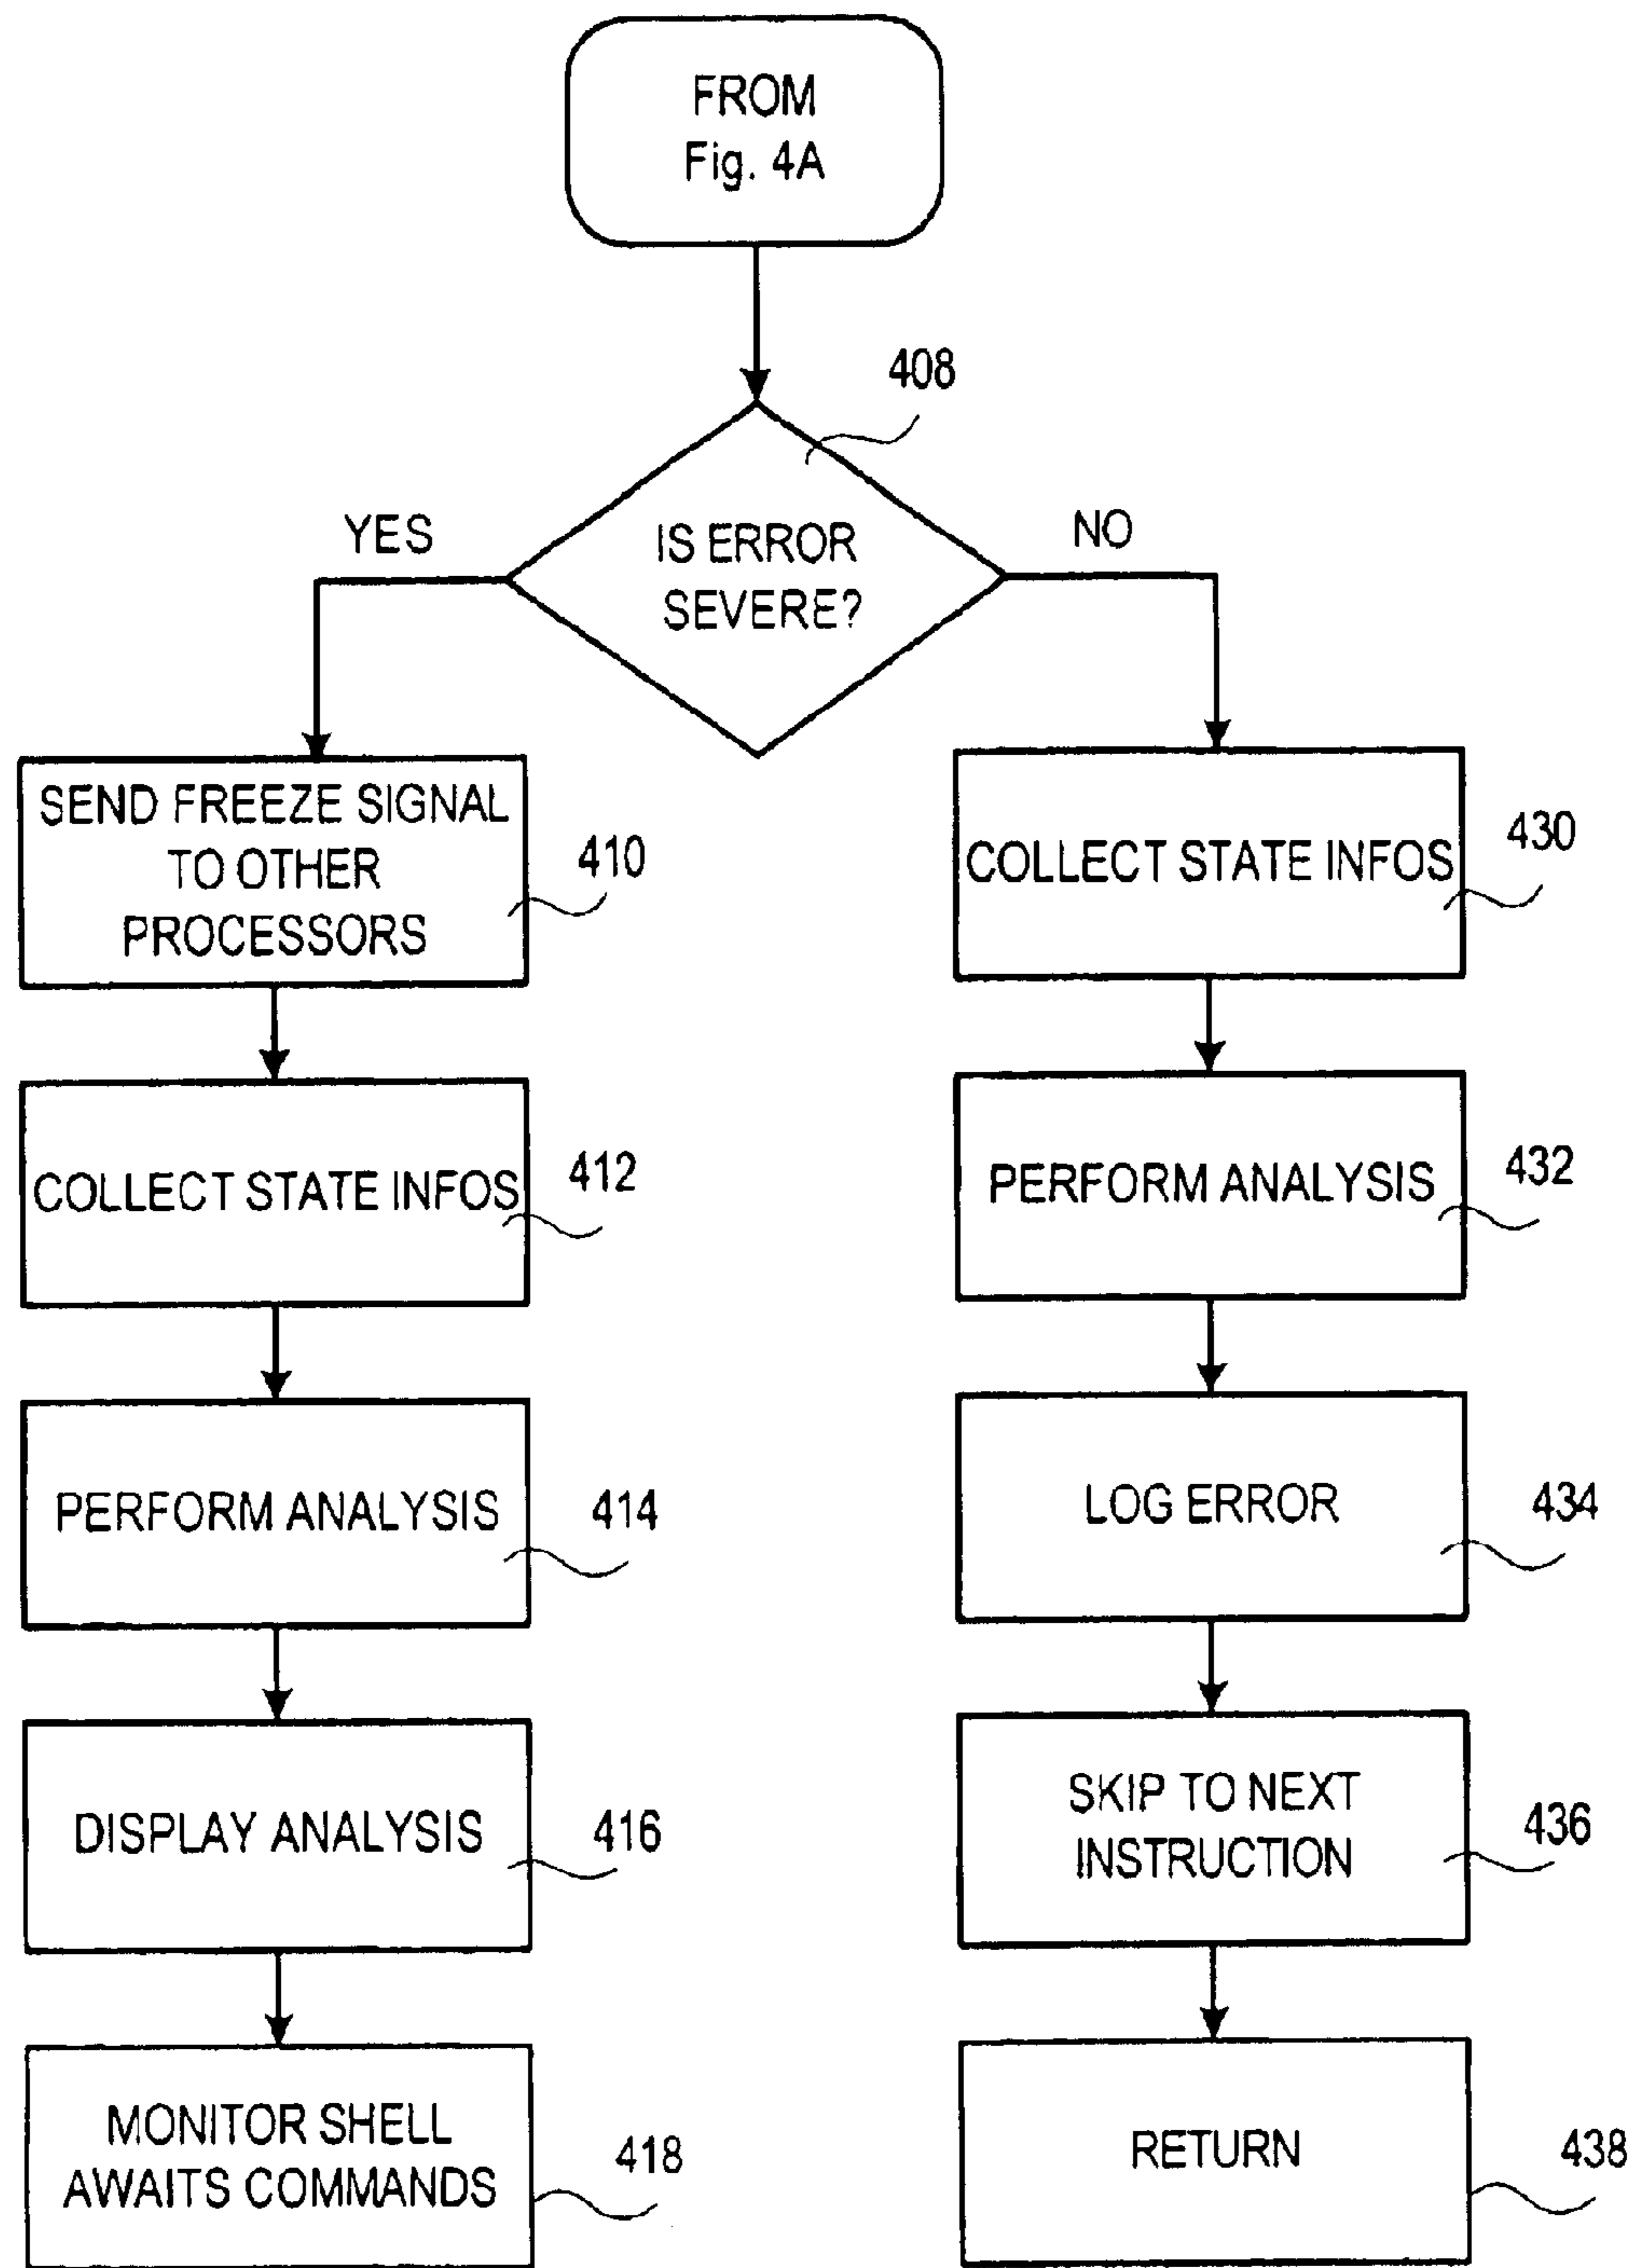 FROM
Fig. 4A
408
YES
IS ERROR
SEVERE?
NO
SEND FREEZE SIGNAL
TO OTHER
PROCESSORS
410
COLLECT STATE INFOS
412
PERFORM ANALYSIS
414
DISPLAY ANALYSIS
416
MONITOR SHELL
AWAITS COMMANDS
418
COLLECT STATE INFOS
430
PERFORM ANALYSIS
432
LOG ERROR
434
SKIP TO NEXT
INSTRUCTION
436
RETURN
438